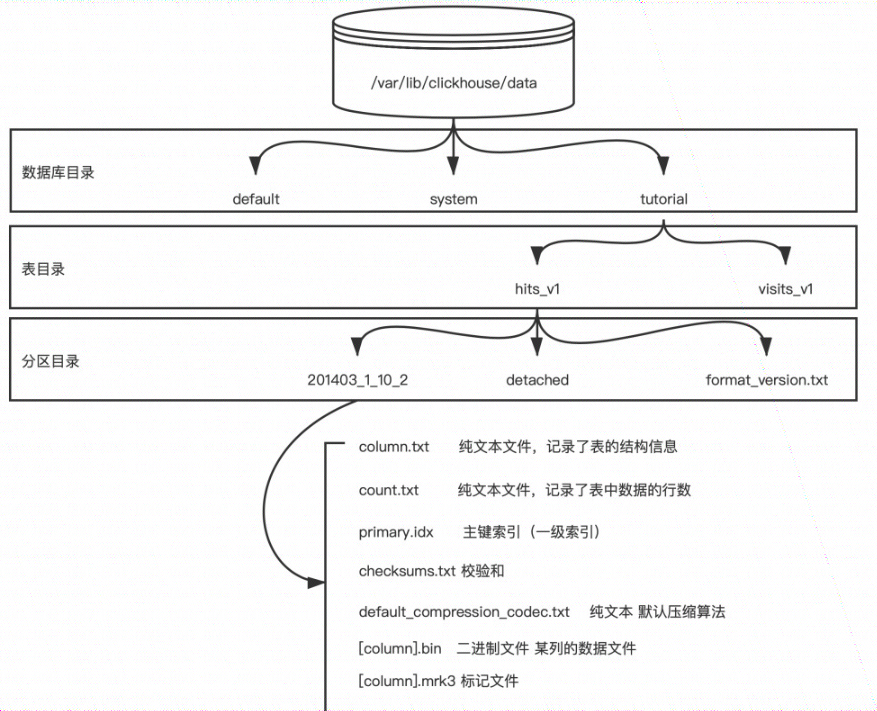 /var/lib/clickhouse/data
数据库目录
default system tutorial
表目录
hits_v1 visits_v1
分区目录
201403_1_10_2 detached format_version.txt
column.txt 纯文本文件，记录了表的结构信息
count.txt 纯文本文件，记录了表中数据的行数
primary.idx 主键索引（一级索引）
checksums.txt 校验和
default_compression_codec.txt 纯文本 默认压缩算法
[column].bin 二进制文件 某列的数据文件
[column].mrk3 标记文件